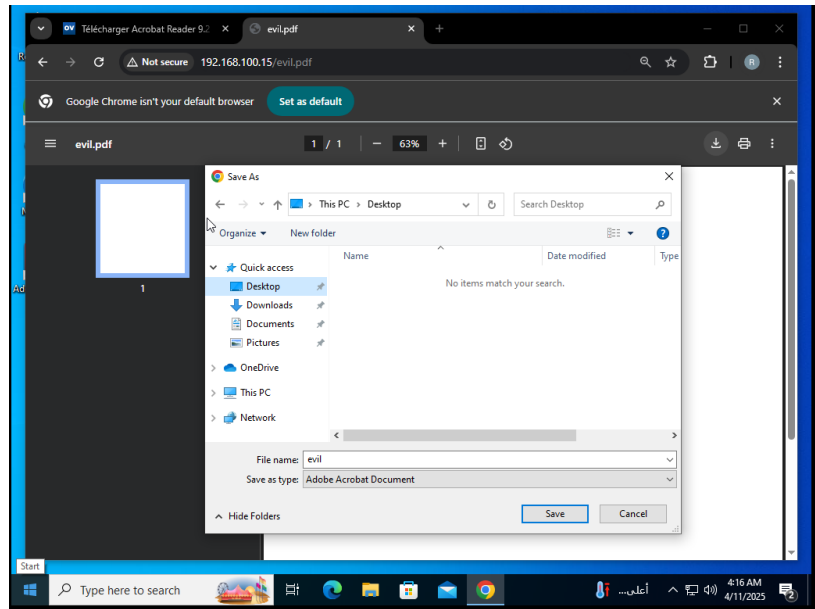 Télécharger Acrobat Reader 9.2
evil.pdf
Not secure
192.168.100.15/evil.pdf
R
Google Chrome isn't your default browser
Set as default
evil.pdf
1 / 1
63%
Save As
This PC > Desktop
Search Desktop
Organize
New folder
Name
Date modified
Type
Quick access
No items match your search.
Desktop
1
Downloads
Documents
Pictures
OneDrive
This PC
Network
File name:
evil
Save as type:
Adobe Acrobat Document
Hide Folders
Save
Cancel
Start
Type here to search
أعلى...
4:16 AM
4/11/2025
2